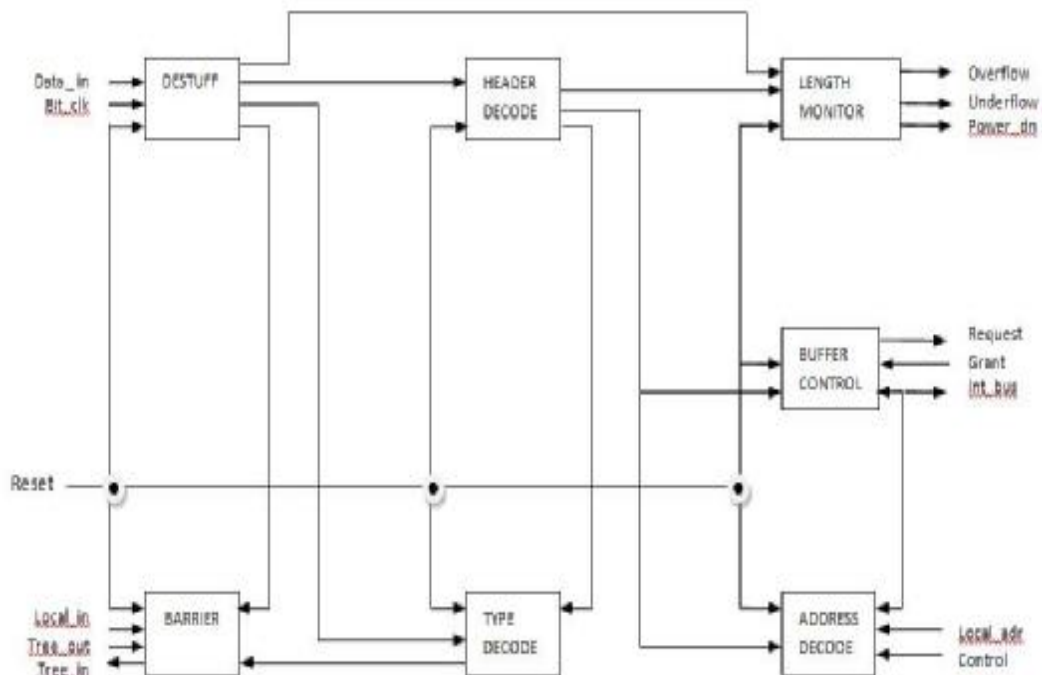 Data_in
Bit_clk
DESTUFF
HEADER
DECODE
LENGTH
MONITOR
Overflow
Underflow
Power_dn
BUFFER
CONTROL
Request
Grant
Int_bus
Reset
Local_in
Tree_out
Tree_in
BARRIER
TYPE
DECODE
ADDRESS
DECODE
Local_adr
Control